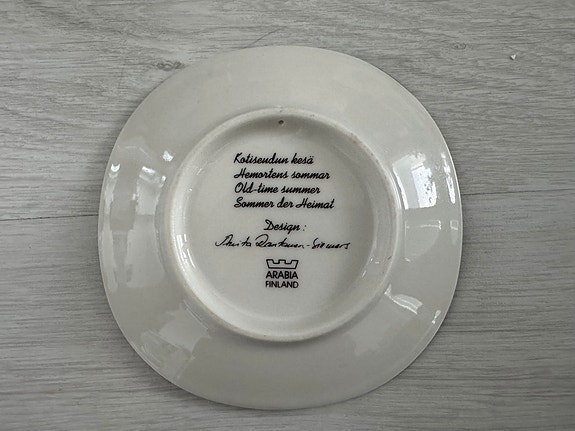 Kotiseudun kesä
Hemortens sommar
Old-time summer
Sommer der Heimat
Design:
ARABIA
FINLAND